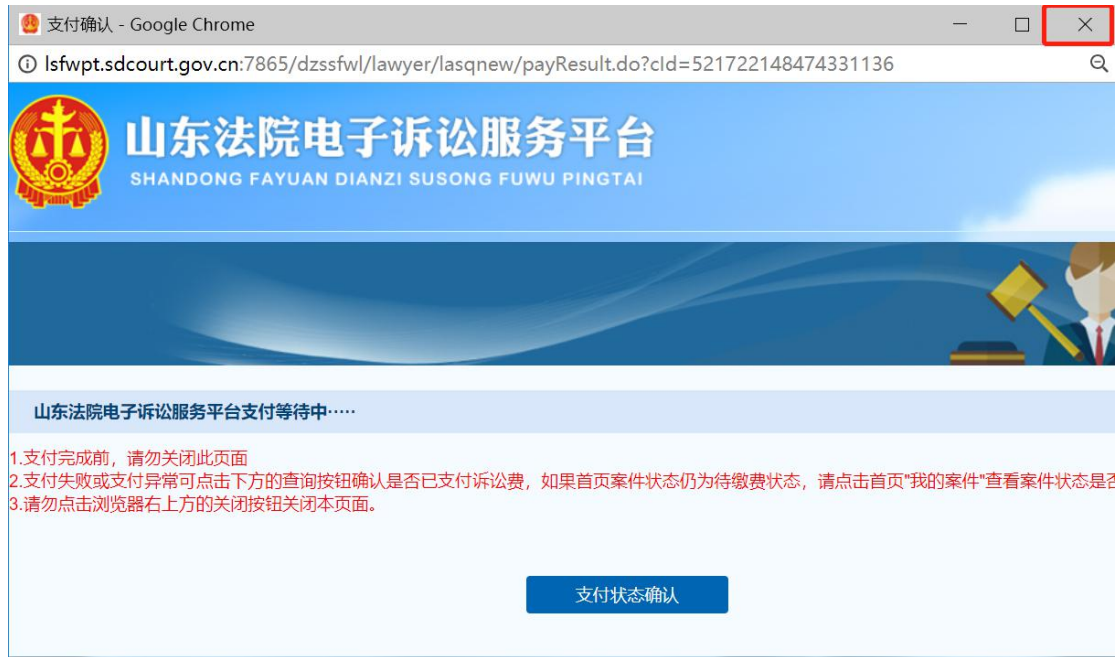 支付确认 - Google Chrome
lsfwpt.sdcourt.gov.cn:7865/dzssfwl/lawyer/lasqnew/payResult.do?cId=521722148474331136
山东法院电子诉讼服务平台
SHANDONG FAYUAN DIANZI SUSONG FUWU PINGTAI
山东法院电子诉讼服务平台支付等待中·····
1.支付完成前，请勿关闭此页面
2.支付失败或支付异常可点击下方的查询按钮确认是否已支付诉讼费，如果首页案件状态仍为待缴费状态，请点击首页"我的案件"查看案件状态是否
3.请勿点击浏览器右上方的关闭按钮关闭本页面。
支付状态确认